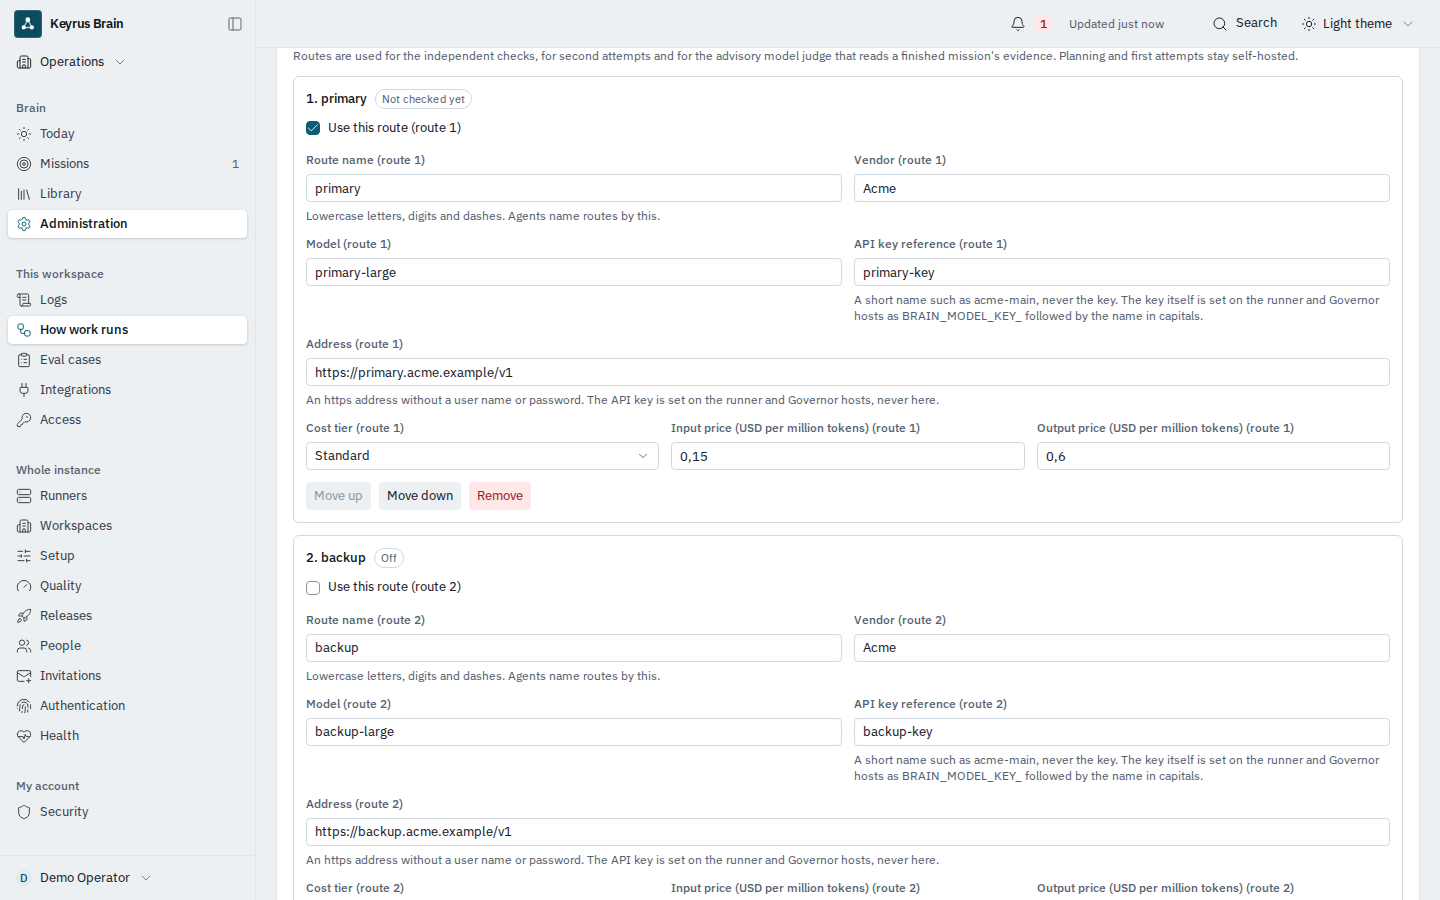 Keyrus Brain
1
Updated just now
Search
Light theme
Operations
Brain
Today
Missions
1
Library
Administration
This workspace
Logs
How work runs
Eval cases
Integrations
Access
Whole instance
Runners
Workspaces
Setup
Quality
Releases
People
Invitations
Authentication
Health
My account
Security
D
Demo Operator
Routes are used for the independent checks, for second attempts and for the advisory model judge that reads a finished mission's evidence. Planning and first attempts stay self-hosted.
1. primary
Not checked yet
Use this route (route 1)
Route name (route 1)
Vendor (route 1)
primary
Acme
Lowercase letters, digits and dashes. Agents name routes by this.
Model (route 1)
API key reference (route 1)
primary-large
primary-key
A short name such as acme-main, never the key. The key itself is set on the runner and Governor
hosts as BRAIN_MODEL_KEY_ followed by the name in capitals.
Address (route 1)
https://primary.acme.example/v1
An https address without a user name or password. The API key is set on the runner and Governor hosts, never here.
Cost tier (route 1)
Input price (USD per million tokens) (route 1)
Output price (USD per million tokens) (route 1)
Standard
0,15
0,6
Move up
Move down
Remove
2. backup
Off
Use this route (route 2)
Route name (route 2)
Vendor (route 2)
backup
Acme
Lowercase letters, digits and dashes. Agents name routes by this.
Model (route 2)
API key reference (route 2)
backup-large
backup-key
A short name such as acme-main, never the key. The key itself is set on the runner and Governor
hosts as BRAIN_MODEL_KEY_ followed by the name in capitals.
Address (route 2)
https://backup.acme.example/v1
An https address without a user name or password. The API key is set on the runner and Governor hosts, never here.
Cost tier (route 2)
Input price (USD per million tokens) (route 2)
Output price (USD per million tokens) (route 2)